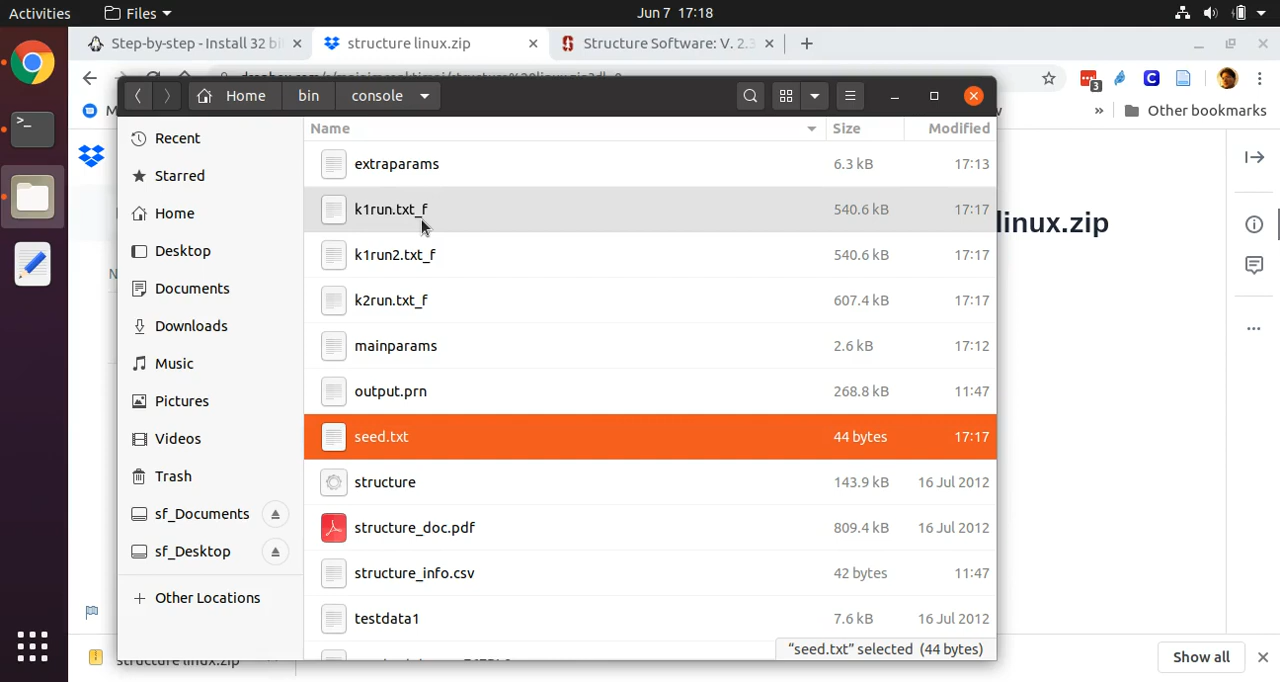 Activities
Files
Jun 7 17:18
Step-by-step - Install 32 bi
structure linux.zip
Structure Software: V. 2.3
3
Other bookmarks
Home
bin
console
Name
Size
Modified
Recent
Starred
Home
Desktop
Documents
Downloads
Music
Pictures
Videos
Trash
sf_Documents
sf_Desktop
Other Locations
extraparams 6.3 kB 17:13
k1run.txt_f 540.6 kB 17:17
k1run2.txt_f 540.6 kB 17:17
k2run.txt_f 607.4 kB 17:17
mainparams 2.6 kB 17:12
output.prn 268.8 kB 11:47
seed.txt 44 bytes 17:17
structure 143.9 kB 16 Jul 2012
structure_doc.pdf 809.4 kB 16 Jul 2012
structure_info.csv 42 bytes 11:47
testdata1 7.6 kB 16 Jul 2012
“seed.txt” selected (44 bytes)
linux.zip
structure linux.zip
Show all